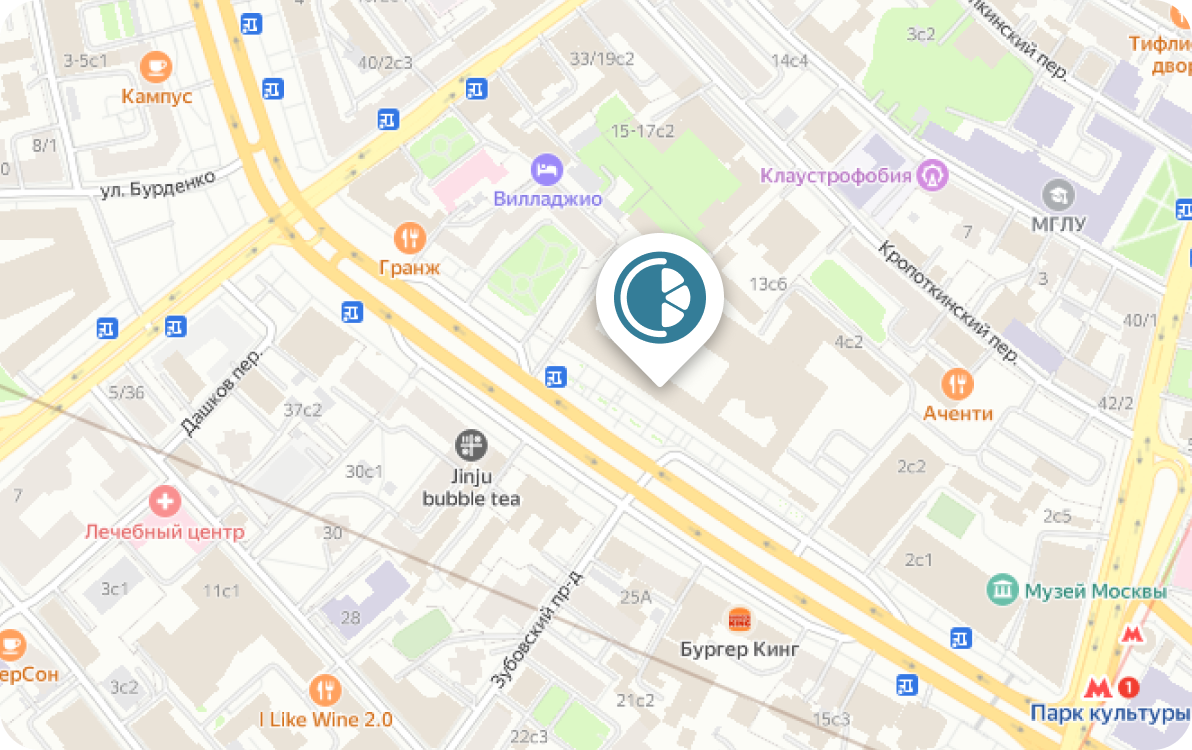 40/2с3
3-5с1
Кампус
33/19с2
14с4
3с2
лкинский пер.
Тифлис
двор
8/1
0
ул. Бурденко
15-17с2
Вилладжио
Клаустрофобия
МГЛУ
Гранж
7
Кропоткинский пер.
3
13с6
4с2
40/1
5/36
Дашков пер.
37с2
Аченти
42/2
30с1
Jinju
bubble tea
2с2
7
Лечебный центр
30
2с5
2с1
3с1
11с1
28
Зубовский пр-д
25А
Бургер Кинг
КИНГ
Музей Москвы
ерСон
3с2
I Like Wine 2.0
21с2
22с3
15с3
1
Парк культуры